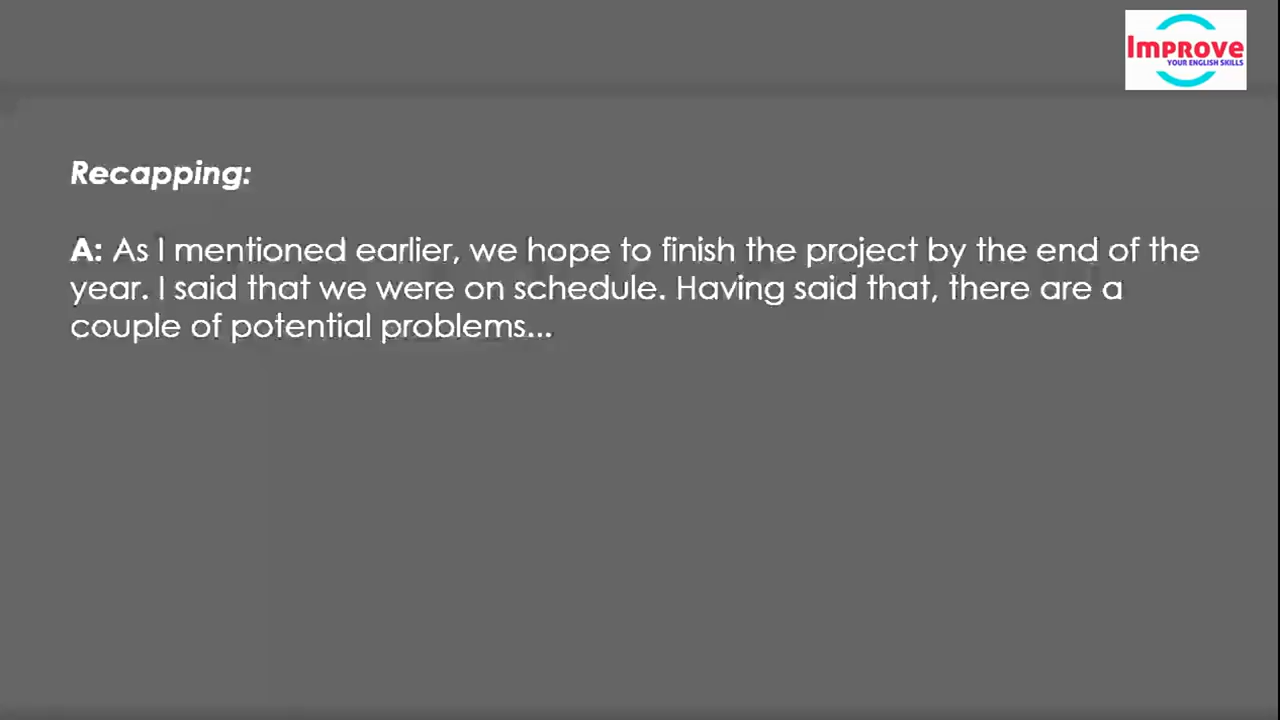 Improve
YOUR ENGLISH SKILLS
Recapping:
A: As I mentioned earlier, we hope to finish the project by the end of the
year. I said that we were on schedule. Having said that, there are a
couple of potential problems...